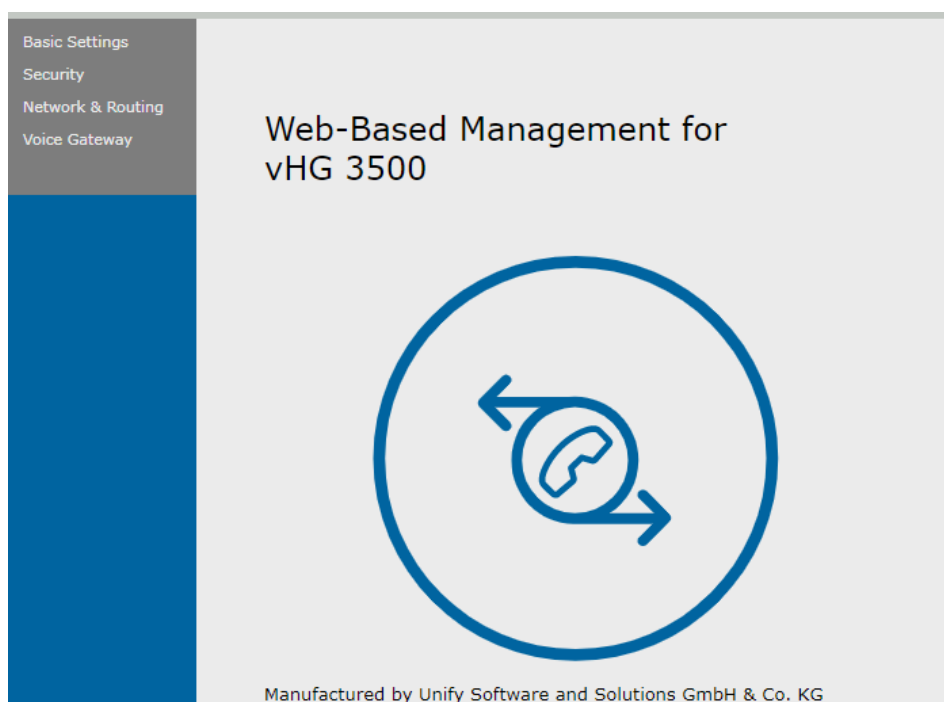 Basic Settings
Security
Network & Routing
Voice Gateway
Web-Based Management for
vHG 3500
Manufactured by Unify Software and Solutions GmbH & Co. KG